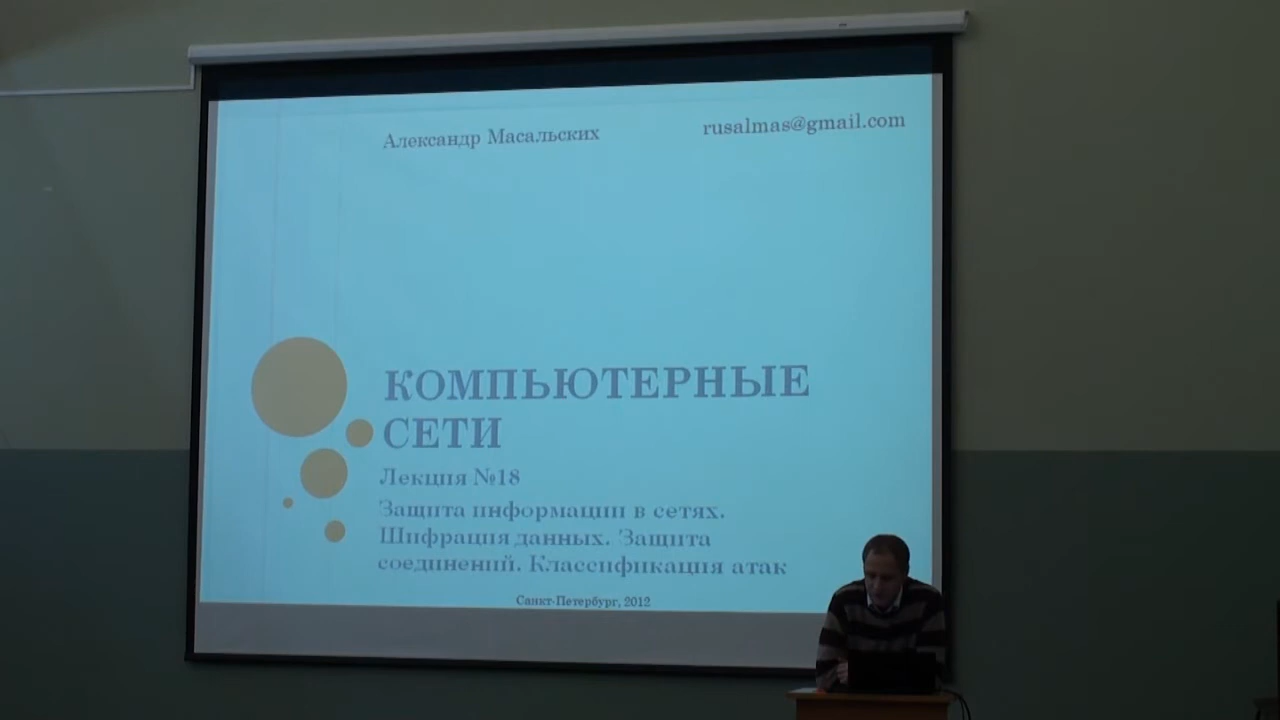 Александр Масальских
rusalmas@gmail.com
КОМПЬЮТЕРНЫЕ
СЕТИ
Лекция №18
Защита информации в сетях.
Шифрация данных. Защита
соединений. Классификация атак
Санкт-Петербург, 2012